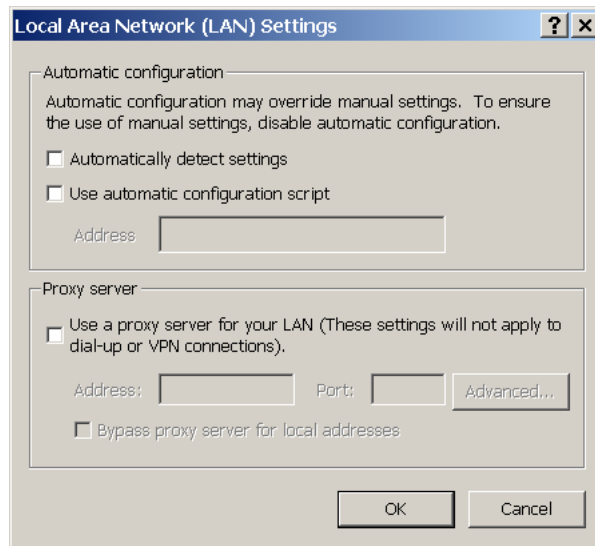 Local Area Network (LAN) Settings
Automatic configuration
Automatic configuration may override manual settings. To ensure
the use of manual settings, disable automatic configuration.
Automatically detect settings
Use automatic configuration script
Address
Proxy server
Use a proxy server for your LAN (These settings will not apply to
dial-up or VPN connections).
Address: Port: Advanced...
Bypass proxy server for local addresses
OK Cancel